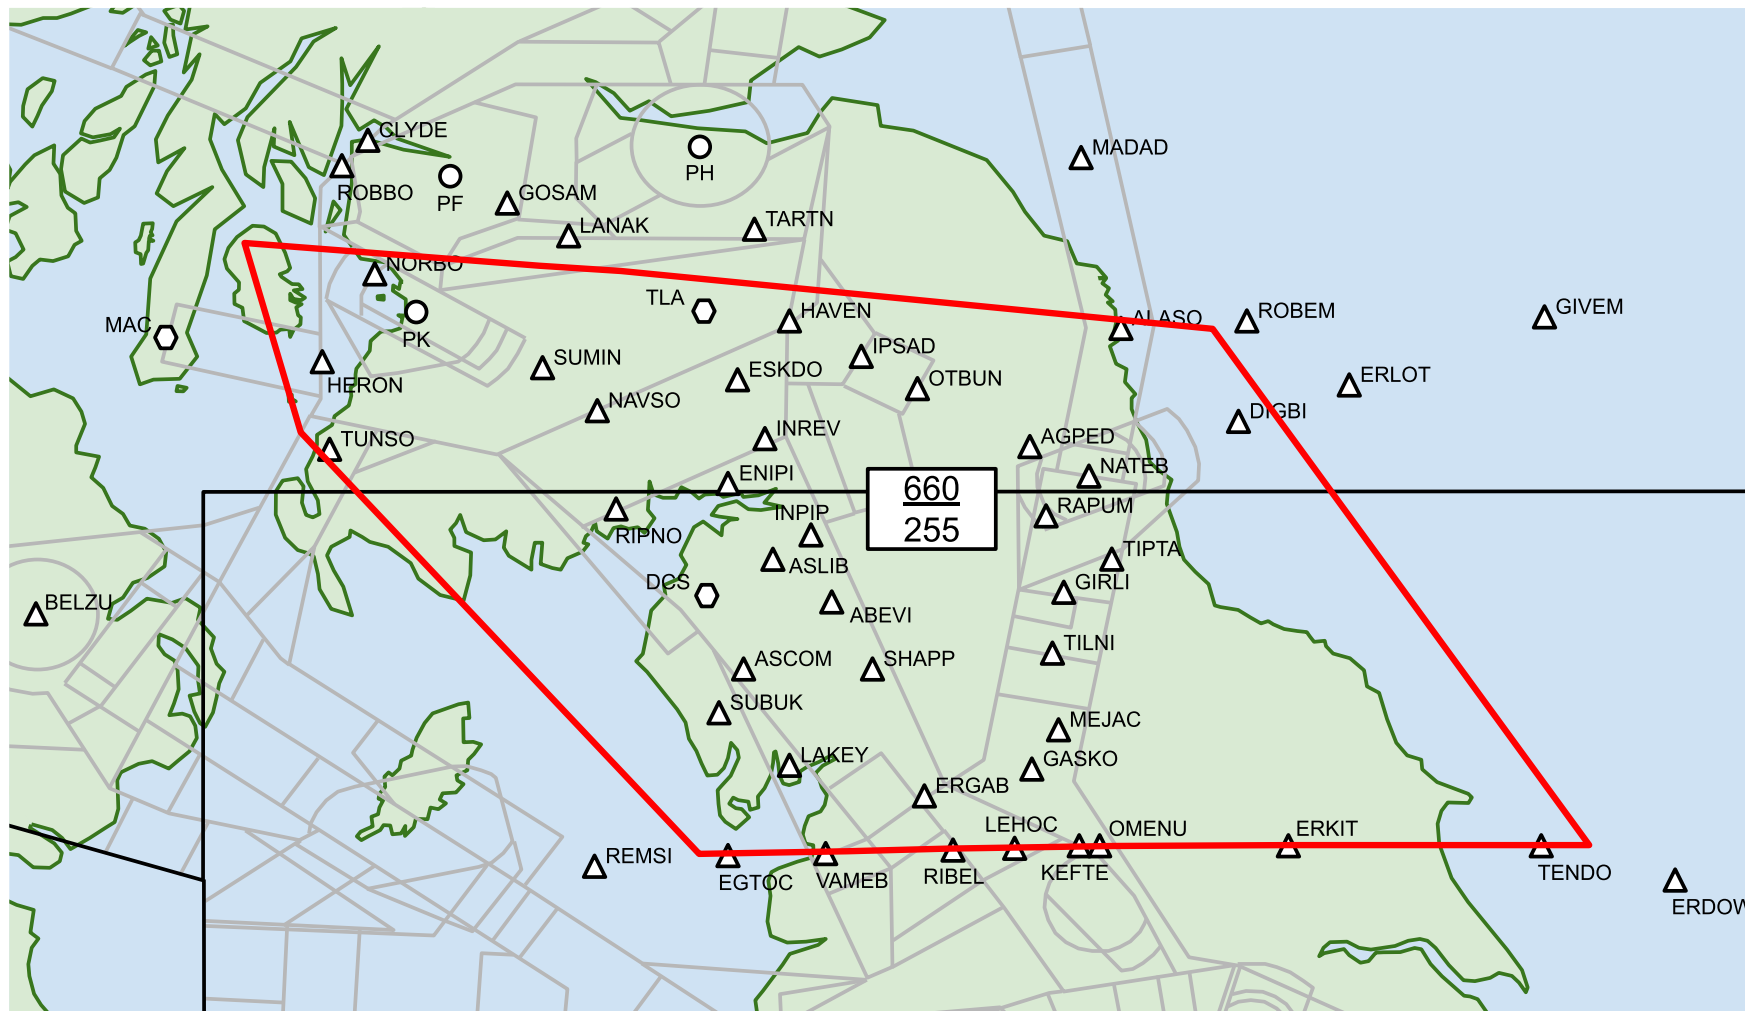 CLYDE
MADAD
PH
ROBBO
PF
GOSAM
LANAK
TARTN
NORBO
TLA
MAC
PK
HAVEN
ALASO
ROBEM
GIVEM
IPSAD
SUMIN
ESKDO
OTBUN
HERON
ERLOT
NAVSO
DIGBI
TUNSO
INREV
AGPED
ENIPI
NATEB
660
255
RAPUM
INPIP
RIPNO
TIPTA
ASLIB
DCS
GIRLI
BELZU
ABEVI
TILNI
ASCOM
SHAPP
SUBUK
MEJAC
LAKEY
GASKO
ERGAB
LEHOC
OMENU
ERKIT
REMSI
EGTOC
VAMEB
RIBEL
KEFTE
TENDO
ERDOW